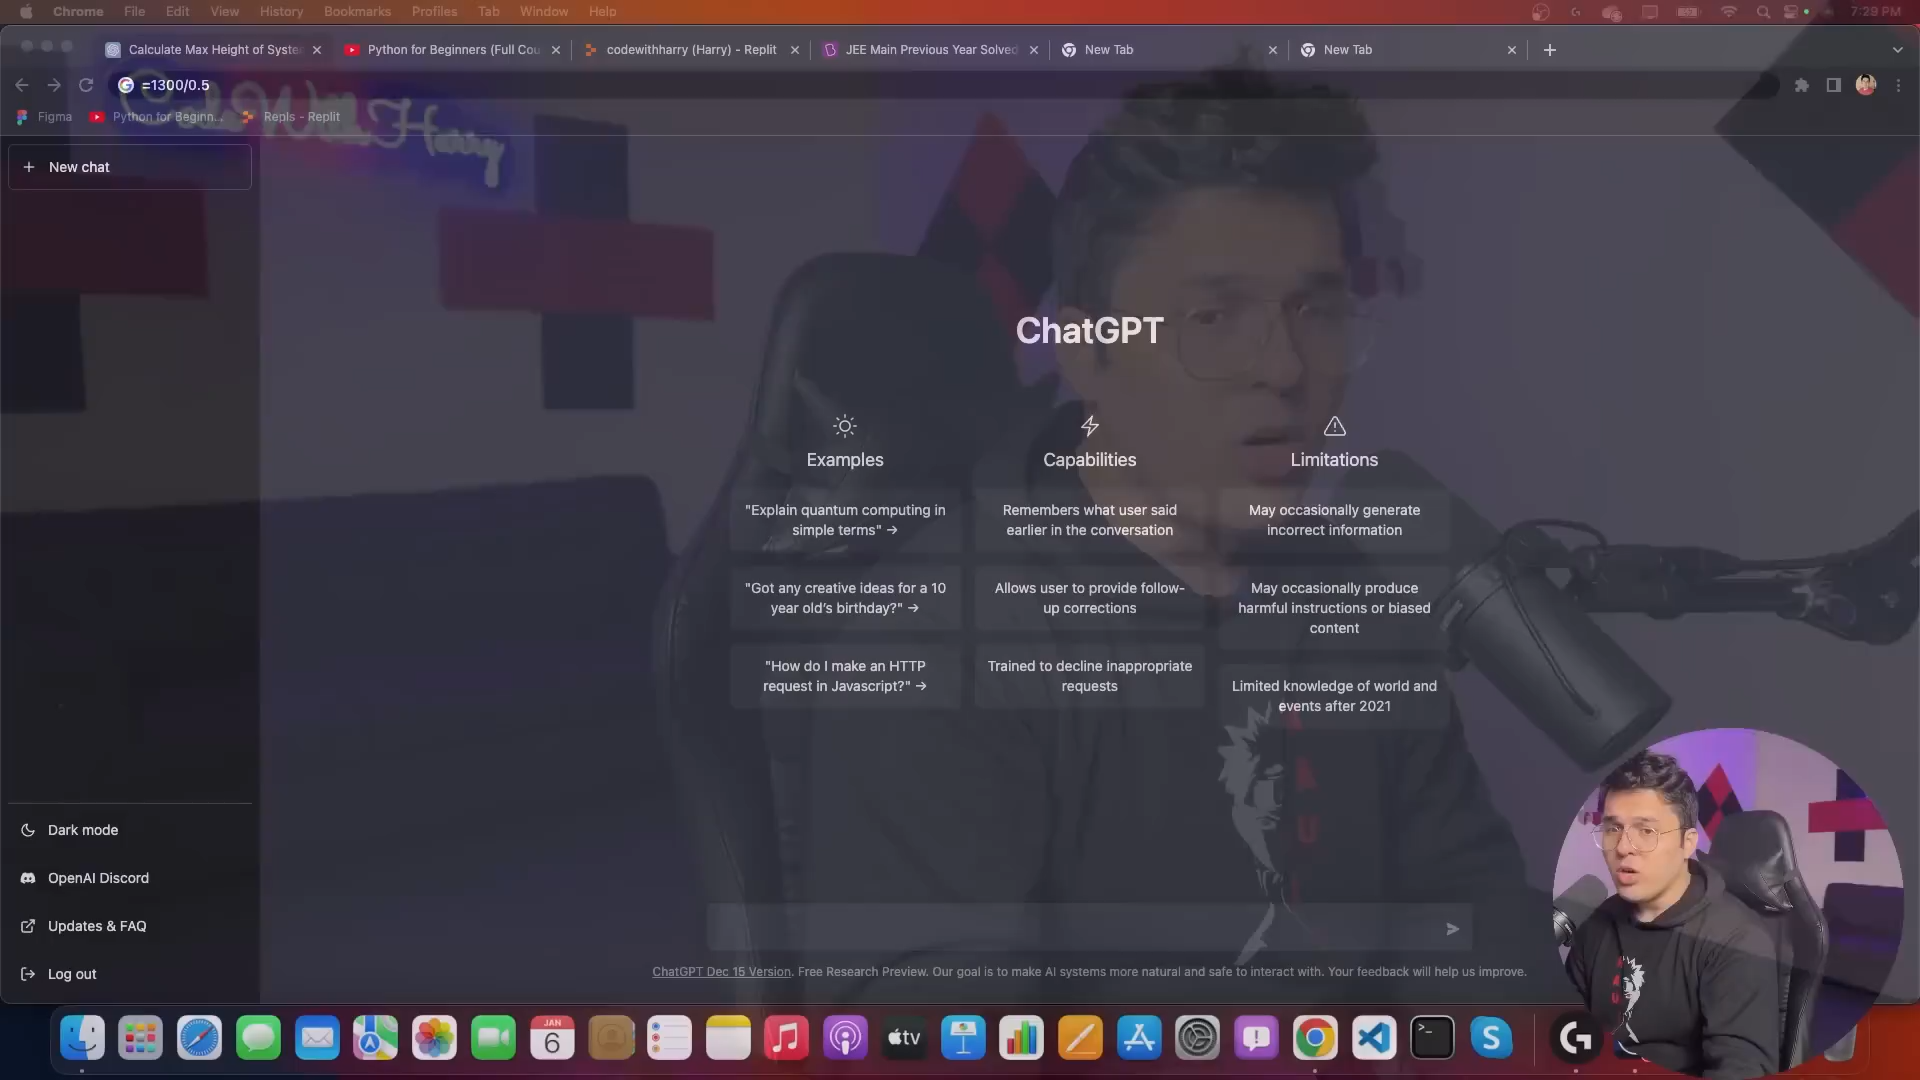 Chrome File Edit View History Bookmarks Profiles Tab Window Help 7:29 PM
Calculate Max Height of Syste Python for Beginners (Full Cou codewithharry (Harry) - Replit JEE Main Previous Year Solved New Tab New Tab
=1300/0.5
Figma Python for Beginn... Repls - Replit
CodeWithHarry
New chat
ChatGPT
Examples
"Explain quantum computing in
simple terms" →
"Got any creative ideas for a 10
year old's birthday?" →
"How do I make an HTTP
request in Javascript?" →
Capabilities
Remembers what user said
earlier in the conversation
Allows user to provide follow-
up corrections
Trained to decline inappropriate
requests
Limitations
May occasionally generate
incorrect information
May occasionally produce
harmful instructions or biased
content
Limited knowledge of world and
events after 2021
Dark mode
OpenAI Discord
Updates & FAQ
Log out
ChatGPT Dec 15 Version. Free Research Preview. Our goal is to make AI systems more natural and safe to interact with. Your feedback will help us improve.
JAN
6
tv